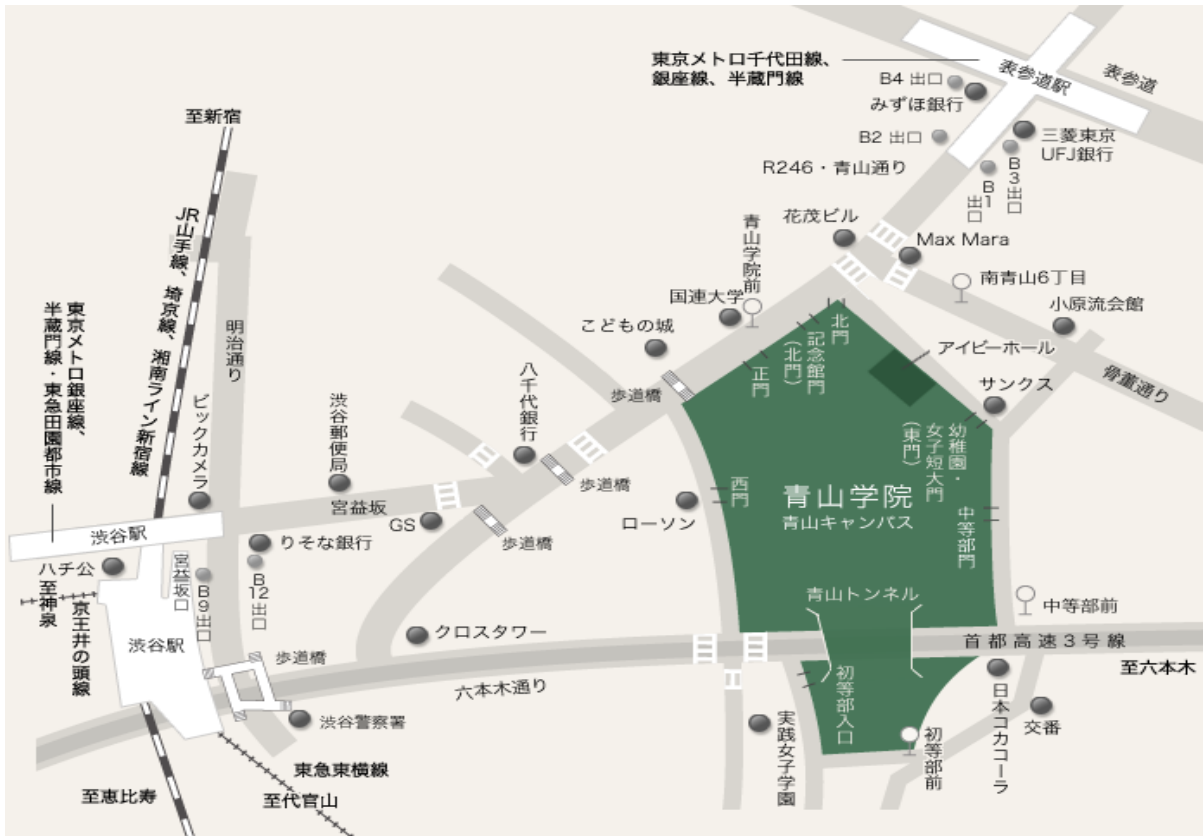 東京メトロ千代田線、
銀座線、半蔵門線
表参道駅
表参道
B4 出口
みずほ銀行
B2 出口
三菱東京
UFJ銀行
B3出口
B1
出口
R246・青山通り
至新宿
JR山手線、埼京線、湘南ライン新宿線
東京メトロ銀座線、
半蔵門線・東急田園都市線
明治通り
花茂ビル
Max Mara
青山学院前
南青山6丁目
国連大学
小原流会館
こどもの城
北門
記念館門
(北門)
正門
アイビーホール
骨董通り
サンクス
歩道橋
八千代銀行
渋谷郵便局
ビックカメラ
幼稚園・
女子短大門
(東門)
西門
青山学院
青山キャンパス
ローソン
中等部門
歩道橋
宮益坂
GS
歩道橋
渋谷駅
りそな銀行
ハチ公
宮益坂口
B9出口
B12出口
至神泉
京王井の頭線
渋谷駅
青山トンネル
中等部前
クロスタワー
首都高速3号線
至六本木
歩道橋
六本木通り
初等部入口
渋谷警察署
実践女子学園
初等部前
日本コカコーラ
交番
東急東横線
至恵比寿
至代官山